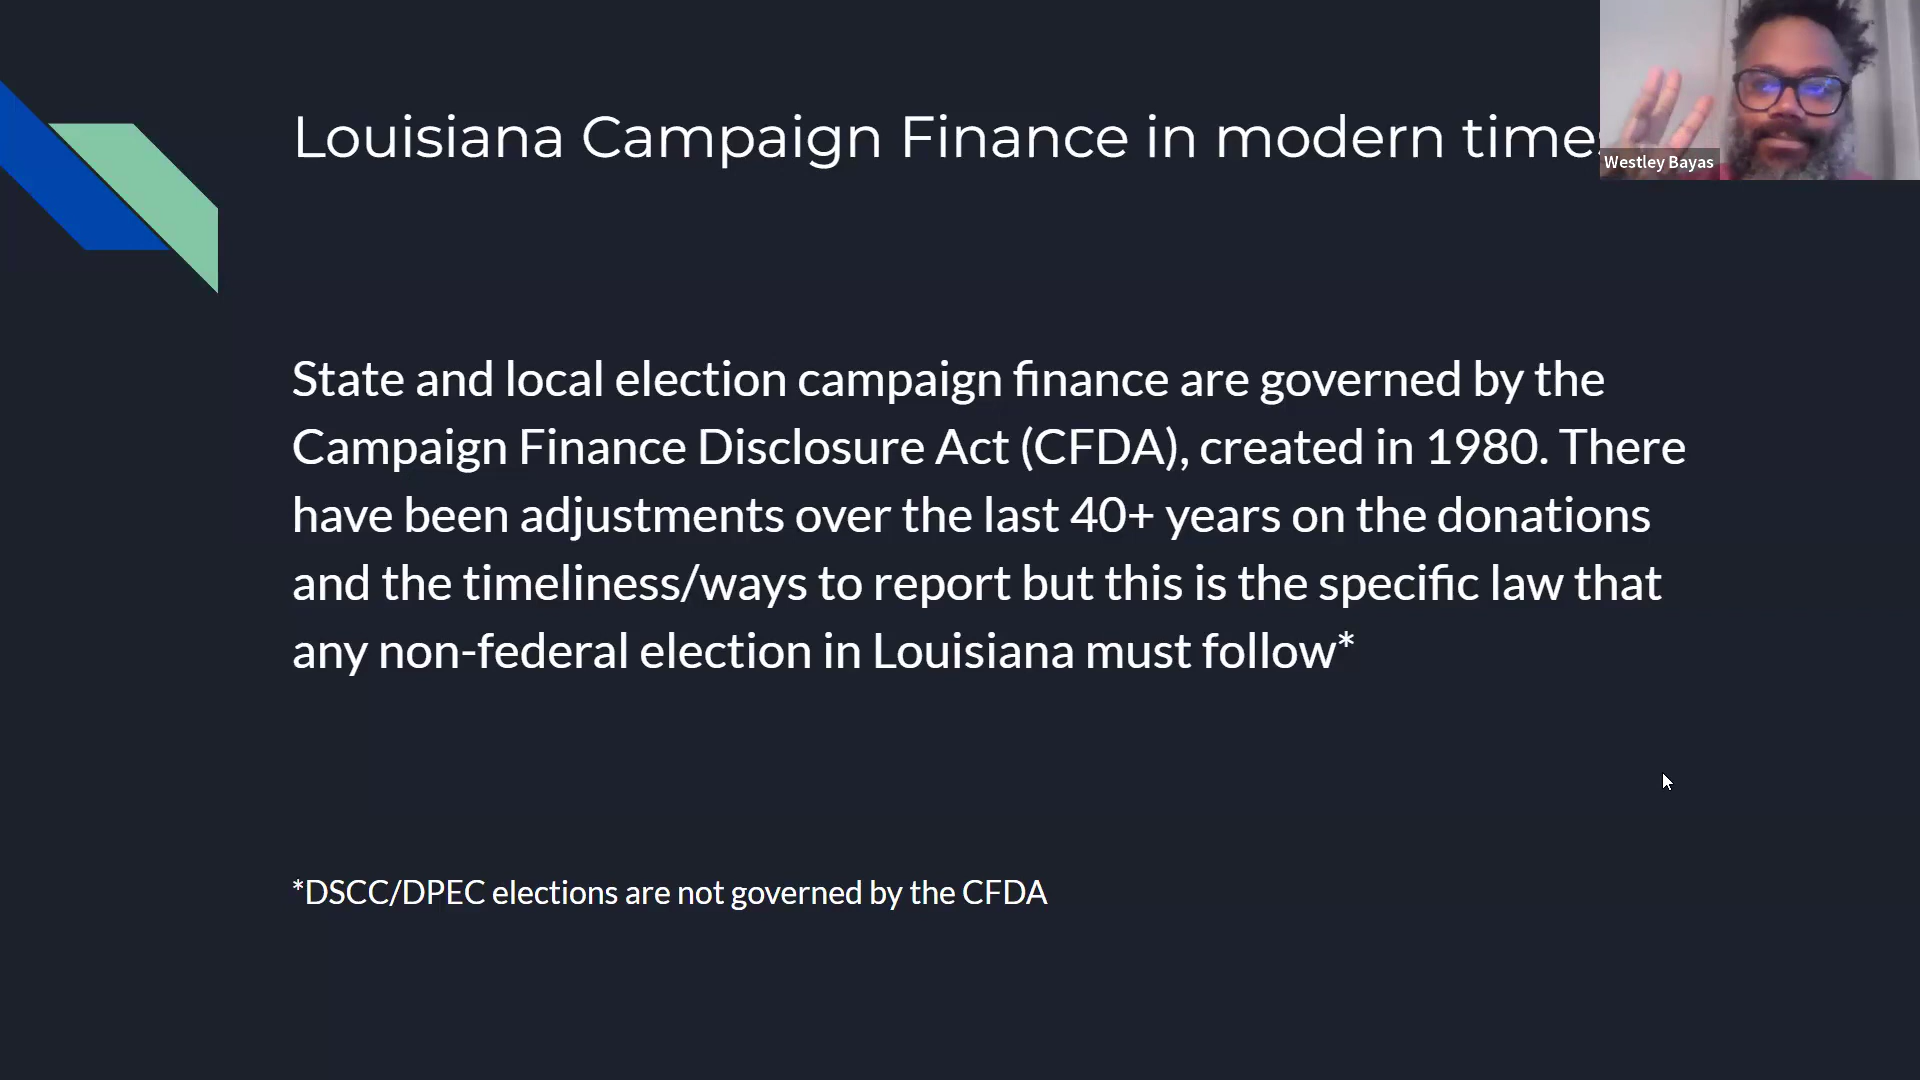 Louisiana Campaign Finance in modern time
Westley Bayas
State and local election campaign finance are governed by the
Campaign Finance Disclosure Act (CFDA), created in 1980. There
have been adjustments over the last 40+ years on the donations
and the timeliness/ways to report but this is the specific law that
any non-federal election in Louisiana must follow*
*DSCC/DPEC elections are not governed by the CFDA